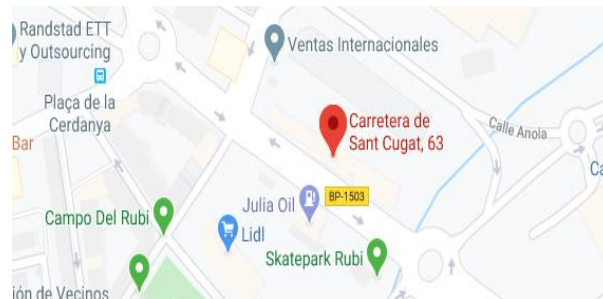 Randstad ETT
y Outsourcing
Ventas Internacionales
Plaça de la
Cerdanya
Bar
Carretera de
Sant Cugat, 63
Calle Anoia
Ca
Julia Oil
BP-1503
Campo Del Rubi
Lidl
Skatepark Rubi
ión de Vecinos